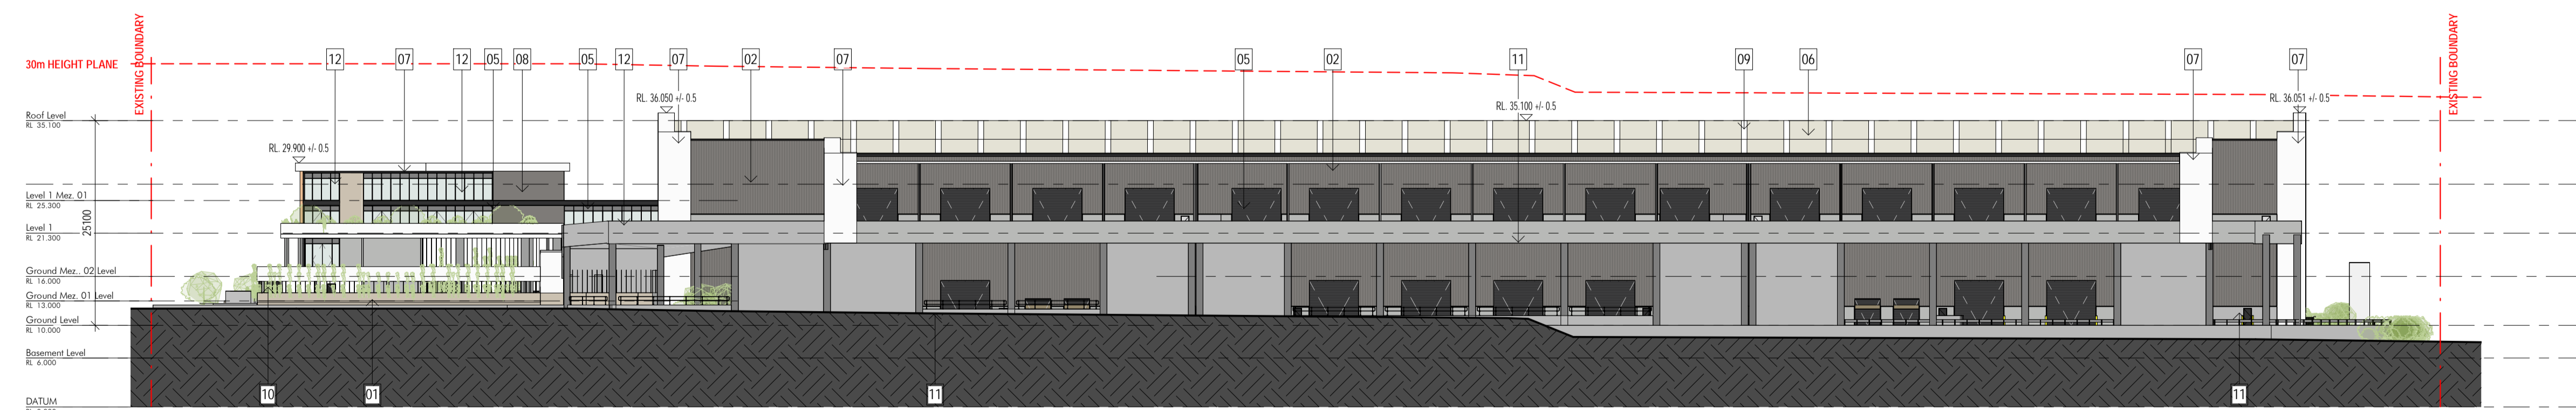 EXISTING BOUNDARY
EXISTING BOUNDARY
30m HEIGHT PLANE
12
07
12
05
08
05
12
07
02
07
05
02
11
09
06
07
07
RL. 36.050 +/- 0.5
RL. 35.100 +/- 0.5
RL. 36.051 +/- 0.5
Roof Level
RL 35.100
RL. 29.900 +/- 0.5
Level 1 Mez. 01
RL 25.300
25100
Level 1
RL 21.300
Ground Mez.. 02 Level
RL 16.000
Ground Mez. 01 Level
RL 13.000
Ground Level
RL 10.000
Basement Level
RL 6.000
10
01
11
11
DATUM